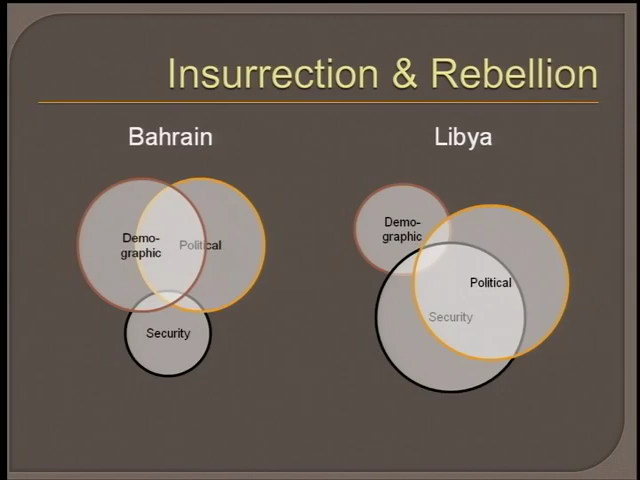 Insurrection & Rebellion
Bahrain
Libya
Demo-
graphic
Political
Security
Demo-
graphic
Political
Security